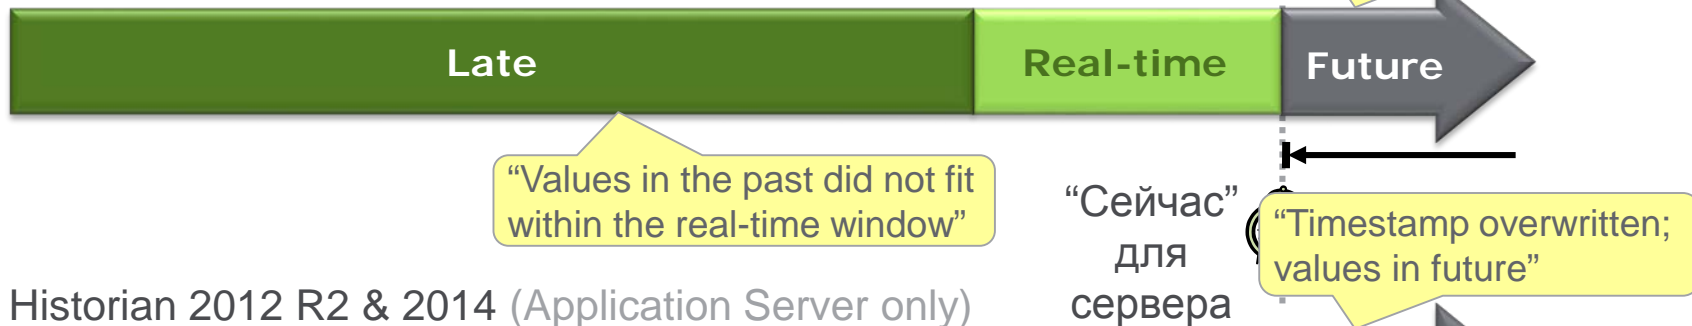 Late
Real-time
Future
“Values in the past did not fit
within the real-time window”
“Сейчас”
для
сервера
“Timestamp overwritten;
values in future”
Historian 2012 R2 & 2014 (Application Server only)